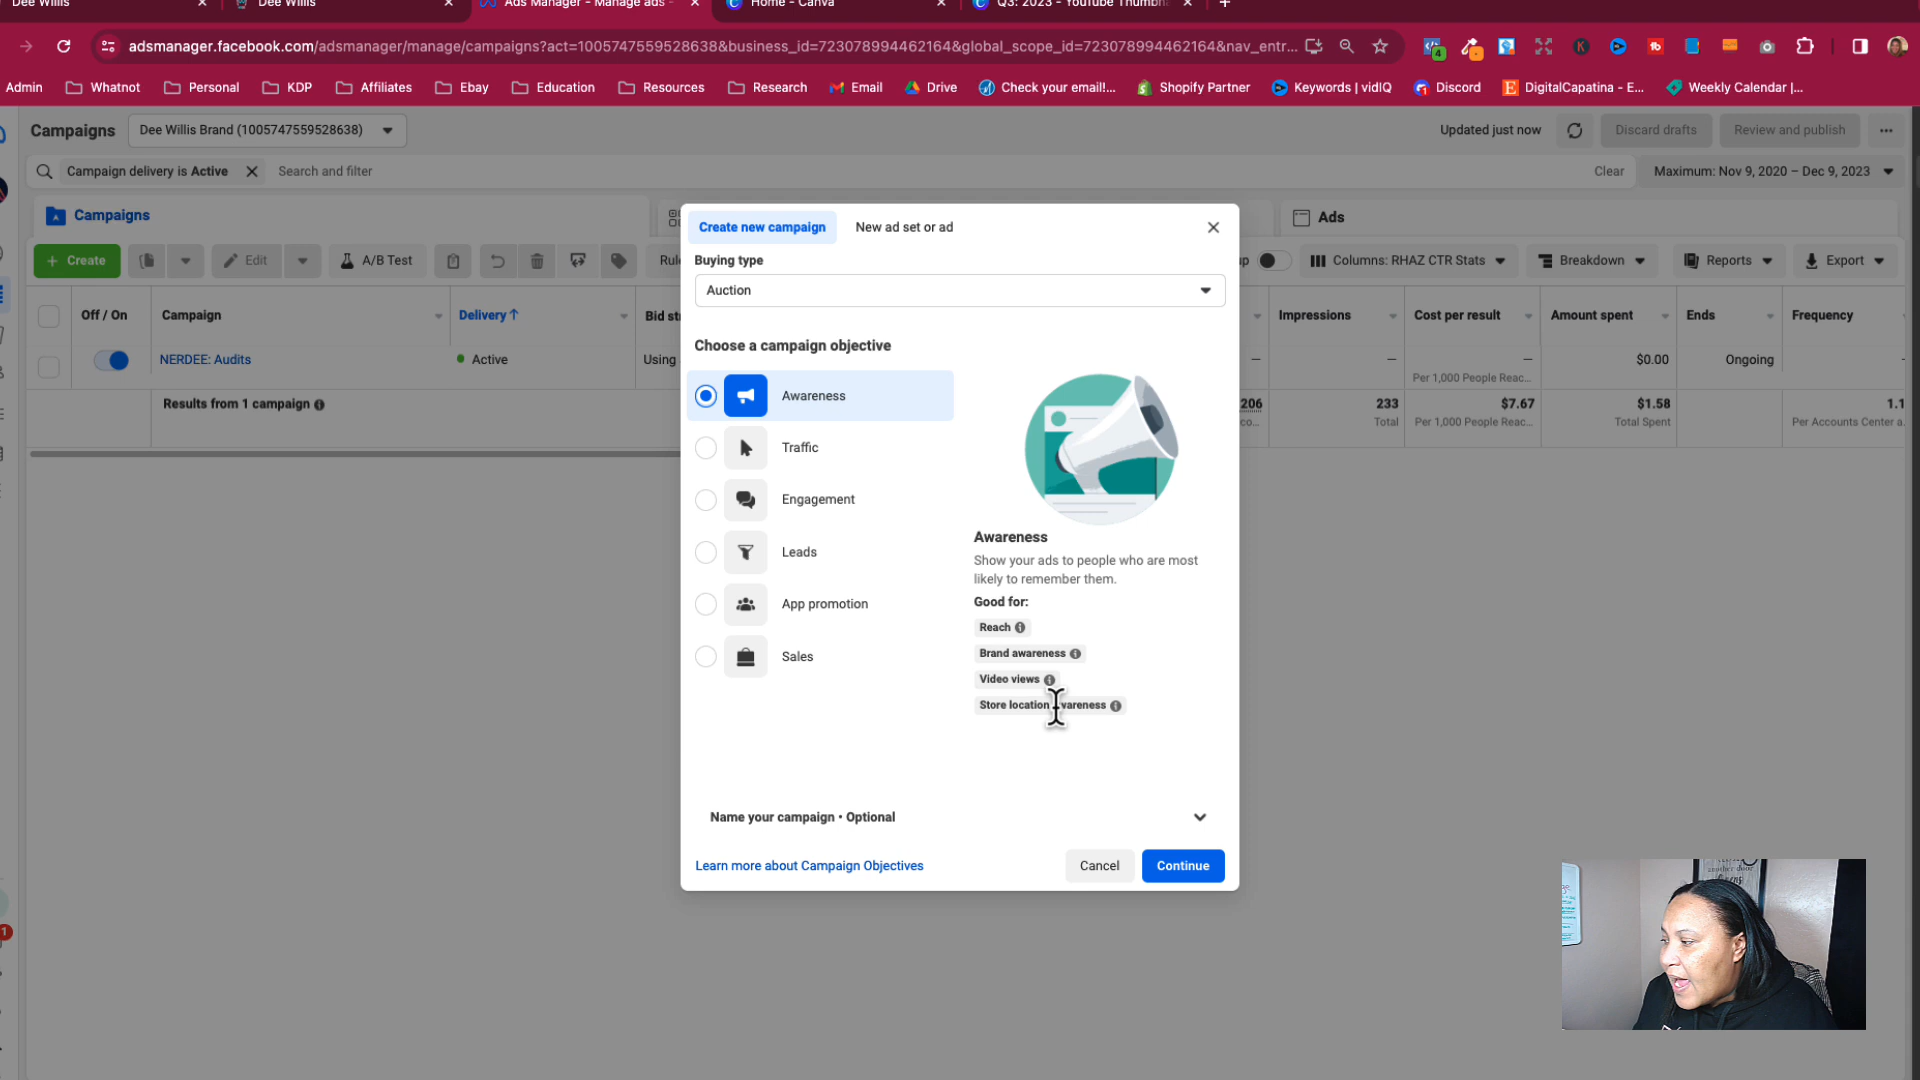 Dee Willis
Dee Willis
Ads Manager - Manage ads -
Home - Canva
Q3: 2023 - YouTube Thumbn
adsmanager.facebook.com/adsmanager/manage/campaigns?act=1005747559528638&business_id=723078994462164&global_scope_id=723078994462164&nav_entr...
Admin Whatnot Personal KDP Affiliates Ebay Education Resources Research Email Drive Check your email!... Shopify Partner Keywords | vidIQ Discord DigitalCapatina - E... Weekly Calendar |...
Campaigns Dee Willis Brand (1005747559528638) Updated just now Discard drafts Review and publish
Campaign delivery is Active Search and filter Clear Maximum: Nov 9, 2020 – Dec 9, 2023
Campaigns Ads
+ Create Edit A/B Test Rul up Columns: RHAZ CTR Stats Breakdown Reports Export
Off / On Campaign Delivery ↑ Bid st Impressions Cost per result Amount spent Ends Frequency
NERDEE: Audits Active Using — — — $0.00 Ongoing
Per 1,000 People Reac...
Results from 1 campaign 206 233 $7.67 $1.58 1.1
co... Total Per 1,000 People Reac... Total Spent Per Accounts Center a
1
Create new campaign New ad set or ad
Buying type
Auction
Choose a campaign objective
Awareness
Traffic
Engagement
Leads
App promotion
Sales
Awareness
Show your ads to people who are most
likely to remember them.
Good for:
Reach
Brand awareness
Video views
Store location awareness
Name your campaign • Optional
Learn more about Campaign Objectives Cancel Continue
another door